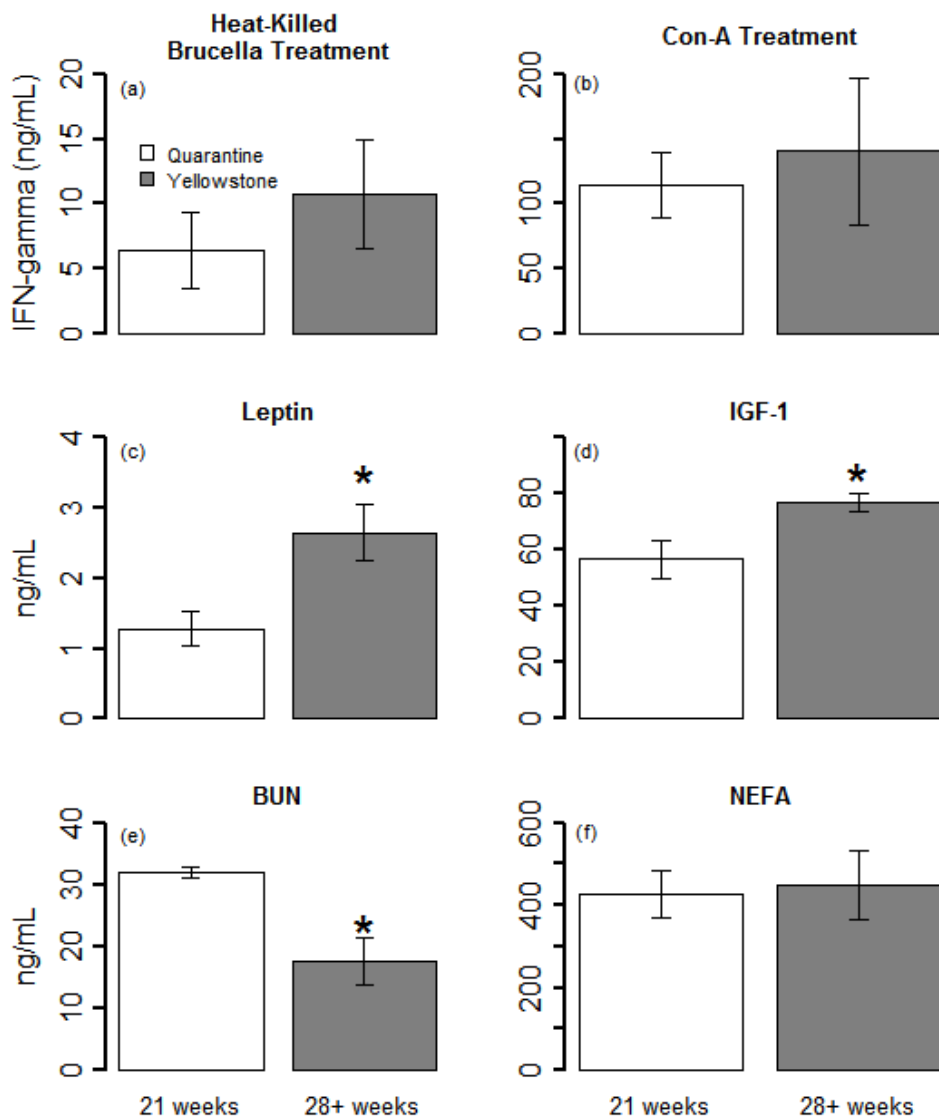 Heat-Killed
Brucella Treatment
IFN-gamma (ng/mL)
0
5
10
15
20
(a)
Quarantine
Yellowstone
Con-A Treatment
0
50
100
200
(b)
Leptin
ng/mL
0
1
2
3
4
(c)
*
IGF-1
0
20
40
60
80
(d)
*
BUN
ng/mL
0
10
20
30
40
(e)
*
21 weeks
28+ weeks
NEFA
0
200
400
600
(f)
21 weeks
28+ weeks